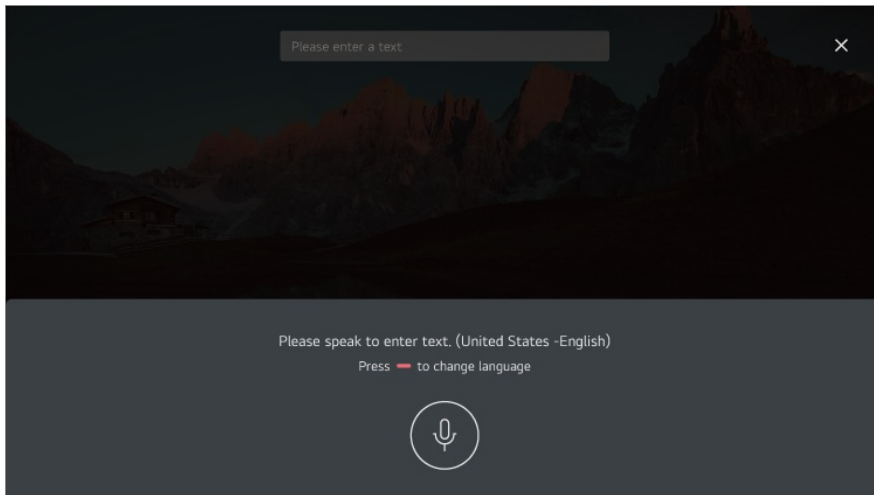 Please enter a text
Please speak to enter text. (United States -English)
Press to change language